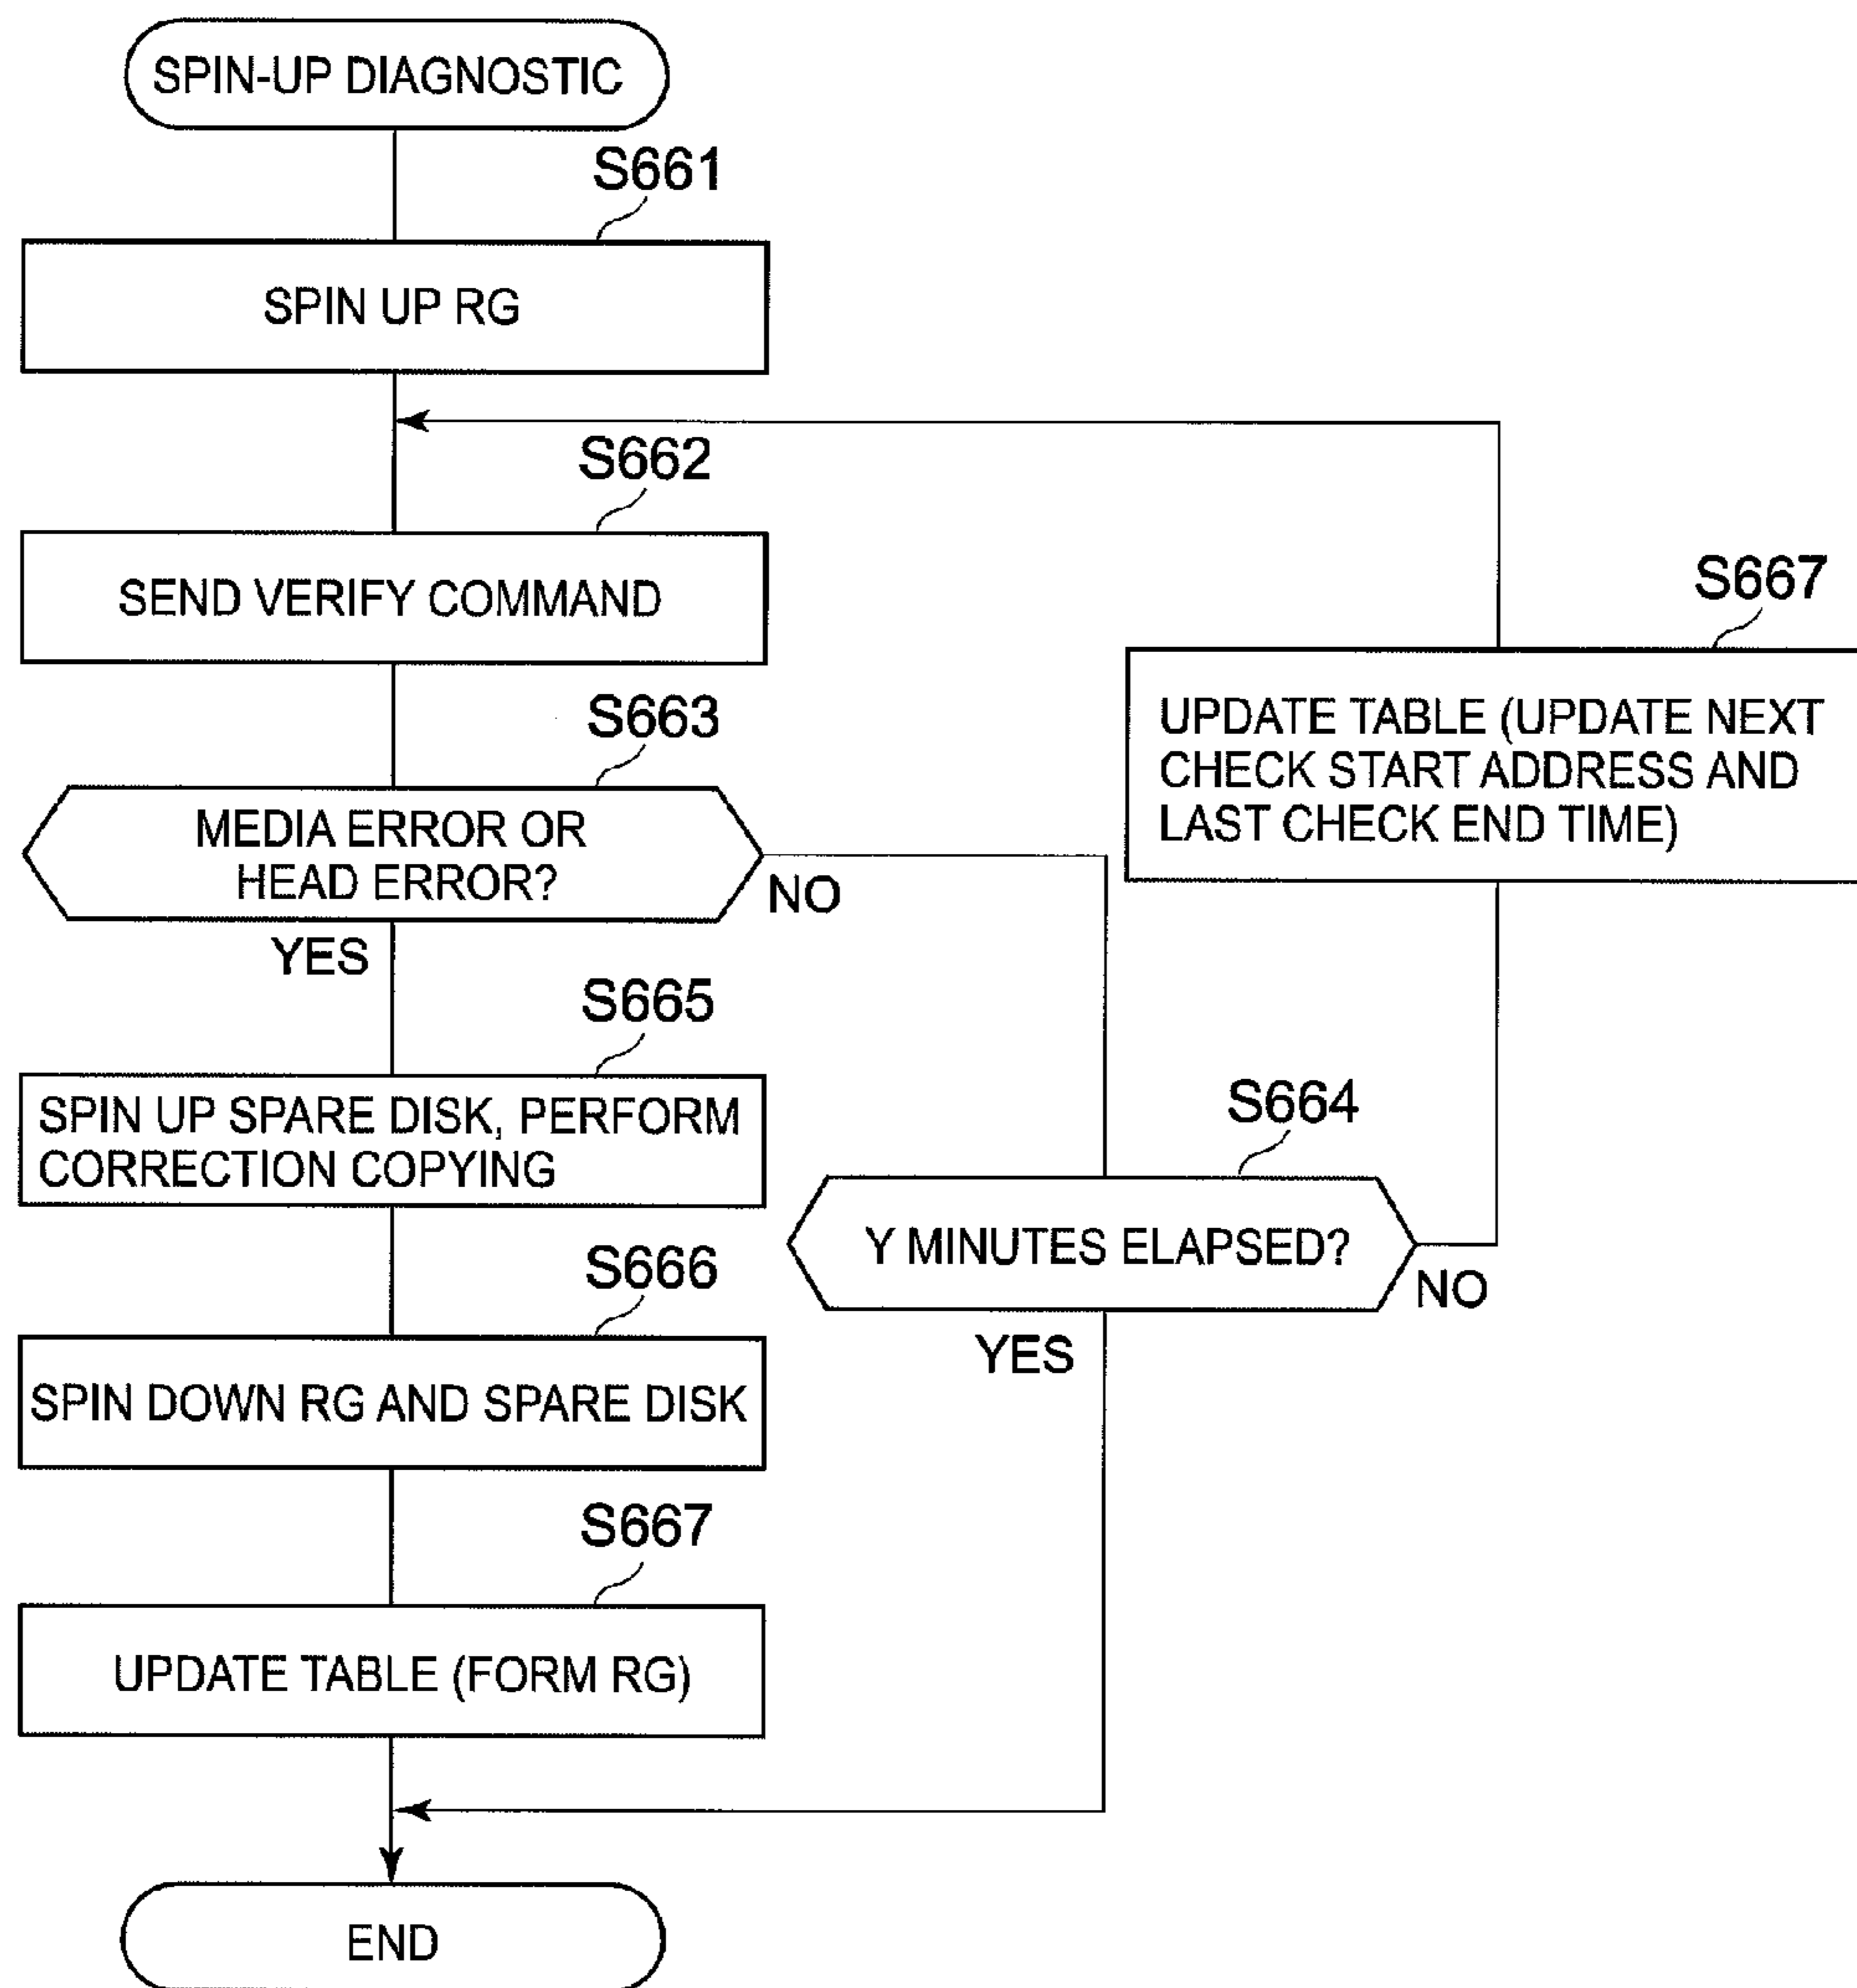 SPIN-UP DIAGNOSTIC
S661
SPIN UP RG
S662
SEND VERIFY COMMAND
S663
MEDIA ERROR OR
HEAD ERROR?
NO
YES
S665
SPIN UP SPARE DISK, PERFORM
CORRECTION COPYING
S666
SPIN DOWN RG AND SPARE DISK
S667
UPDATE TABLE (FORM RG)
END
S664
Y MINUTES ELAPSED?
NO
YES
S667
UPDATE TABLE (UPDATE NEXT
CHECK START ADDRESS AND
LAST CHECK END TIME)